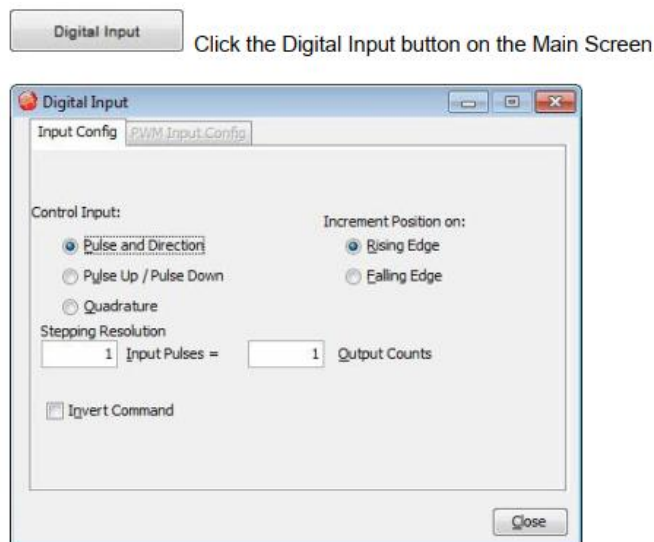 Digital Input
Click the Digital Input button on the Main Screen
Digital Input
Input Config
PWM Input Config
Control Input:
Increment Position on:
Pulse and Direction
Rising Edge
Pulse Up / Pulse Down
Falling Edge
Quadrature
Stepping Resolution
1 Input Pulses = 1 Output Counts
Invert Command
Close